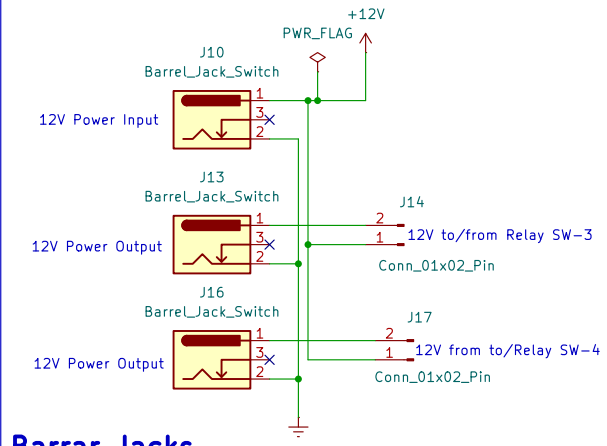 +12V
PWR_FLAG
J10
Barrel_Jack_Switch
1
12V Power Input
3
2
J13
Barrel_Jack_Switch
J14
1
2
12V to/from Relay SW-3
12V Power Output
3
1
2
Conn_01x02_Pin
J16
Barrel_Jack_Switch
J17
1
2
12V from to/Relay SW-4
12V Power Output
3
1
2
Conn_01x02_Pin
Barrar Jacks